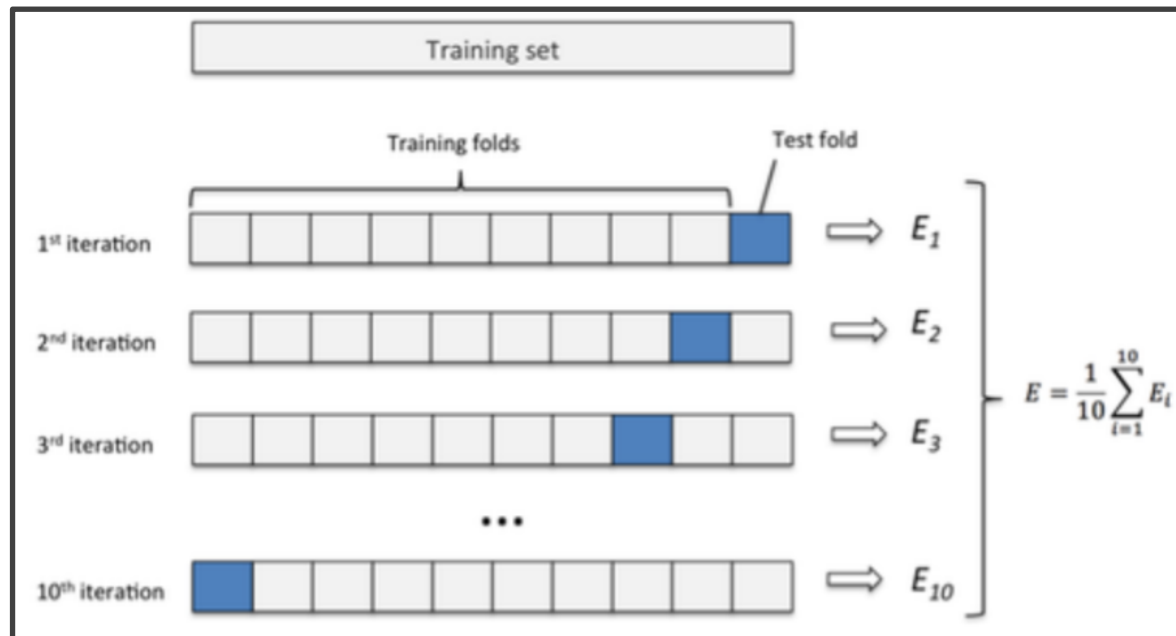 Training set
Training folds
Test fold
1st iteration
E1
2nd iteration
E2
3rd iteration
E3
...
10th iteration
E10
E = 1/10 10∑i=1 Ei